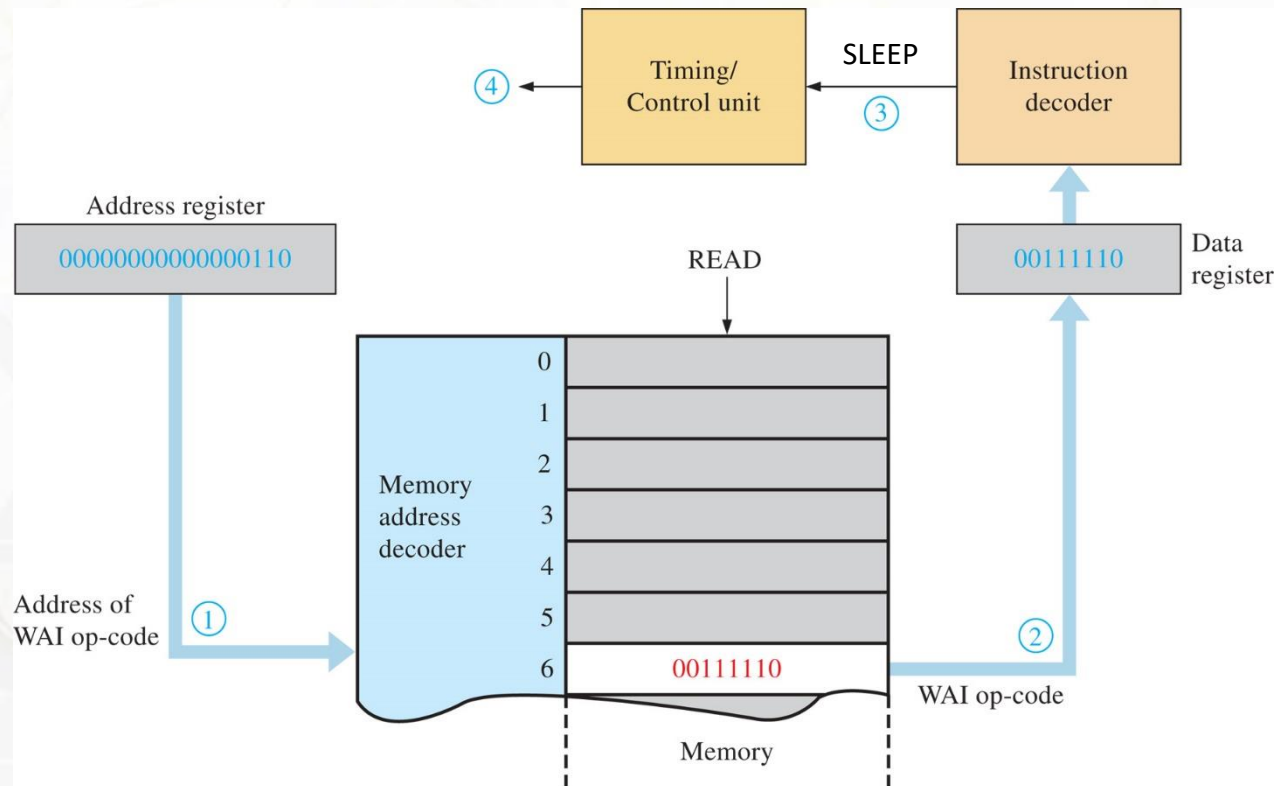 SLEEP
Timing/
Control unit
Instruction
decoder
④
③
Address register
0000000000000110
READ
00111110
Data
register
0
1
2
3
4
5
6
Memory
address
decoder
Address of
WAI op-code
①
②
00111110
WAI op-code
Memory